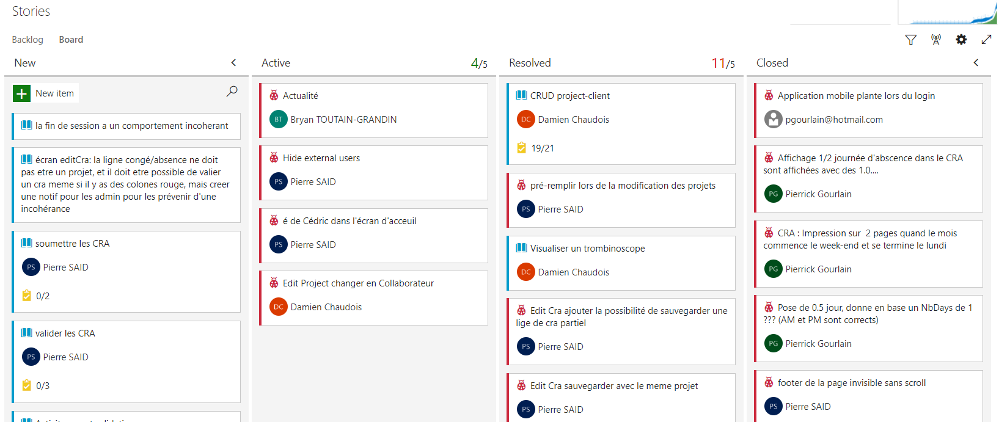 Stories
Backlog Board
New
New item
la fin de session a un comportement incoherant
écran editCra: la ligne congé/absence ne doit
pas etre un projet, et il doit etre possible de valier
un cra meme si il y as des colones rouge, mais creer
une notif pour les admin pour les prévenir d'une
incohérance
soumettre les CRA
PS Pierre SAID
0/2
valider les CRA
PS Pierre SAID
0/3
Active 4/5
Actualité
BT Bryan TOUTAIN-GRANDIN
Hide external users
PS Pierre SAID
é de Cédric dans l'écran d'acceuil
PS Pierre SAID
Edit Project changer en Collaborateur
DC Damien Chaudois
Resolved 11/5
CRUD project-client
DC Damien Chaudois
19/21
pré-remplir lors de la modification des projets
PS Pierre SAID
Visualiser un trombinoscope
DC Damien Chaudois
Edit Cra ajouter la possibilité de sauvegarder une
lige de cra partiel
PS Pierre SAID
Edit Cra sauvegarder avec le meme projet
PS Pierre SAID
Closed
Application mobile plante lors du login
pgourlain@hotmail.com
Affichage 1/2 journée d'abscence dans le CRA
sont affichées avec des 1.0....
PG Pierrick Gourlain
CRA : Impression sur  2 pages quand le mois
commence le week-end et se termine le lundi
PG Pierrick Gourlain
Pose de 0.5 jour, donne en base un NbDays de 1
??? (AM et PM sont corrects)
PG Pierrick Gourlain
footer de la page invisible sans scroll
PS Pierre SAID